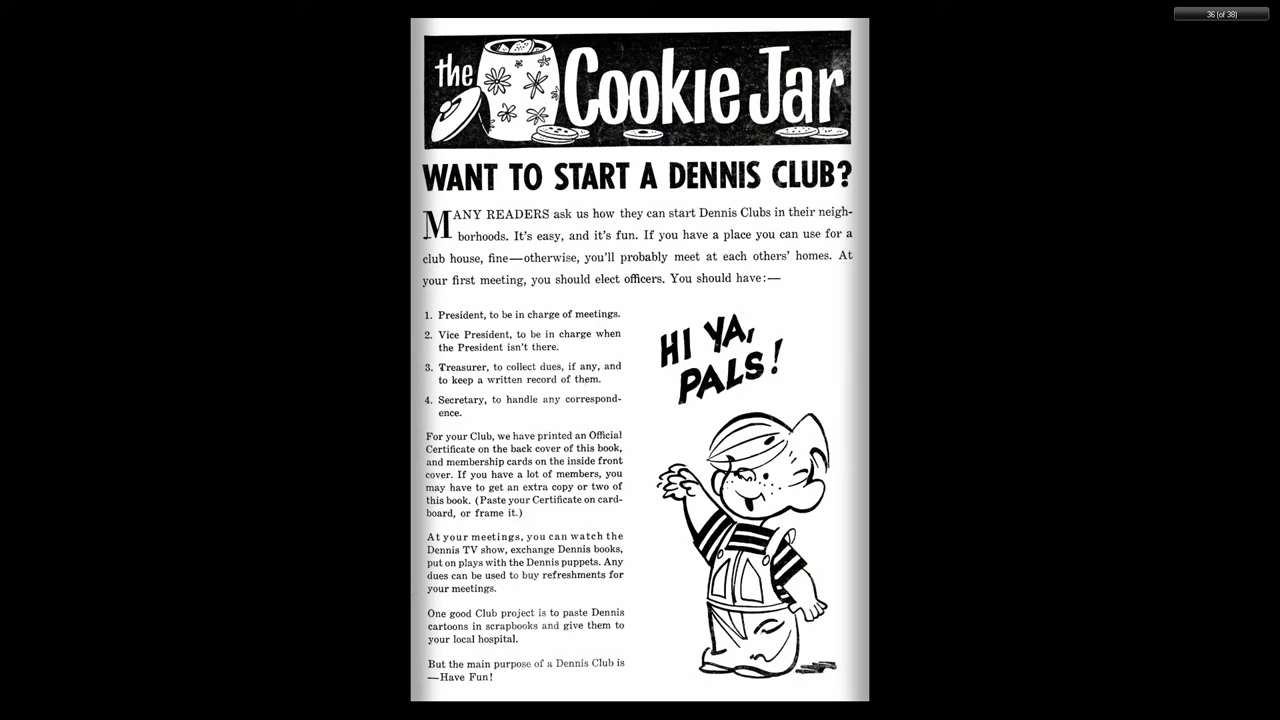 36 (of 38)
the Cookie Jar
WANT TO START A DENNIS CLUB?
MANY READERS ask us how they can start Dennis Clubs in their neigh-
borhoods. It's easy, and it's fun. If you have a place you can use for a
club house, fine—otherwise, you'll probably meet at each others' homes. At
your first meeting, you should elect officers. You should have:—
1. President, to be in charge of meetings.
2. Vice President, to be in charge when
the President isn't there.
3. Treasurer, to collect dues, if any, and
to keep a written record of them.
4. Secretary, to handle any correspond-
ence.
For your Club, we have printed an Official
Certificate on the back cover of this book,
and membership cards on the inside front
cover. If you have a lot of members, you
may have to get an extra copy or two of
this book. (Paste your Certificate on card-
board, or frame it.)
At your meetings, you can watch the
Dennis TV show, exchange Dennis books,
put on plays with the Dennis puppets. Any
dues can be used to buy refreshments for
your meetings.
One good Club project is to paste Dennis
cartoons in scrapbooks and give them to
your local hospital.
But the main purpose of a Dennis Club is
—Have Fun!
HI YA,
PALS!